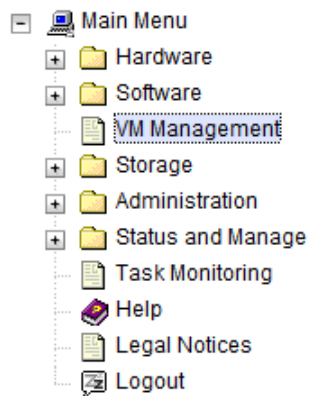 Main Menu
Hardware
Software
VM Management
Storage
Administration
Status and Manage
Task Monitoring
Help
Legal Notices
Logout